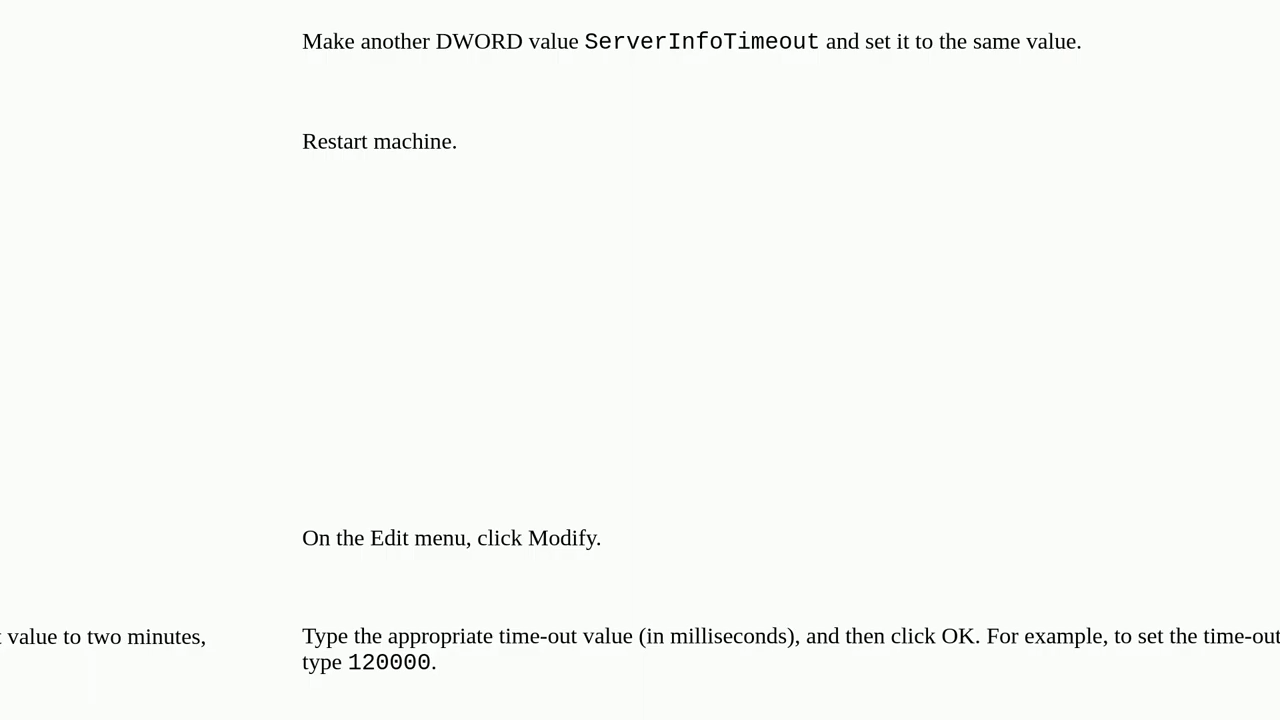 Make another DWORD value ServerInfoTimeout and set it to the same value.
Restart machine.
On the Edit menu, click Modify.
value to two minutes,
Type the appropriate time-out value (in milliseconds), and then click OK. For example, to set the time-out
type 120000.